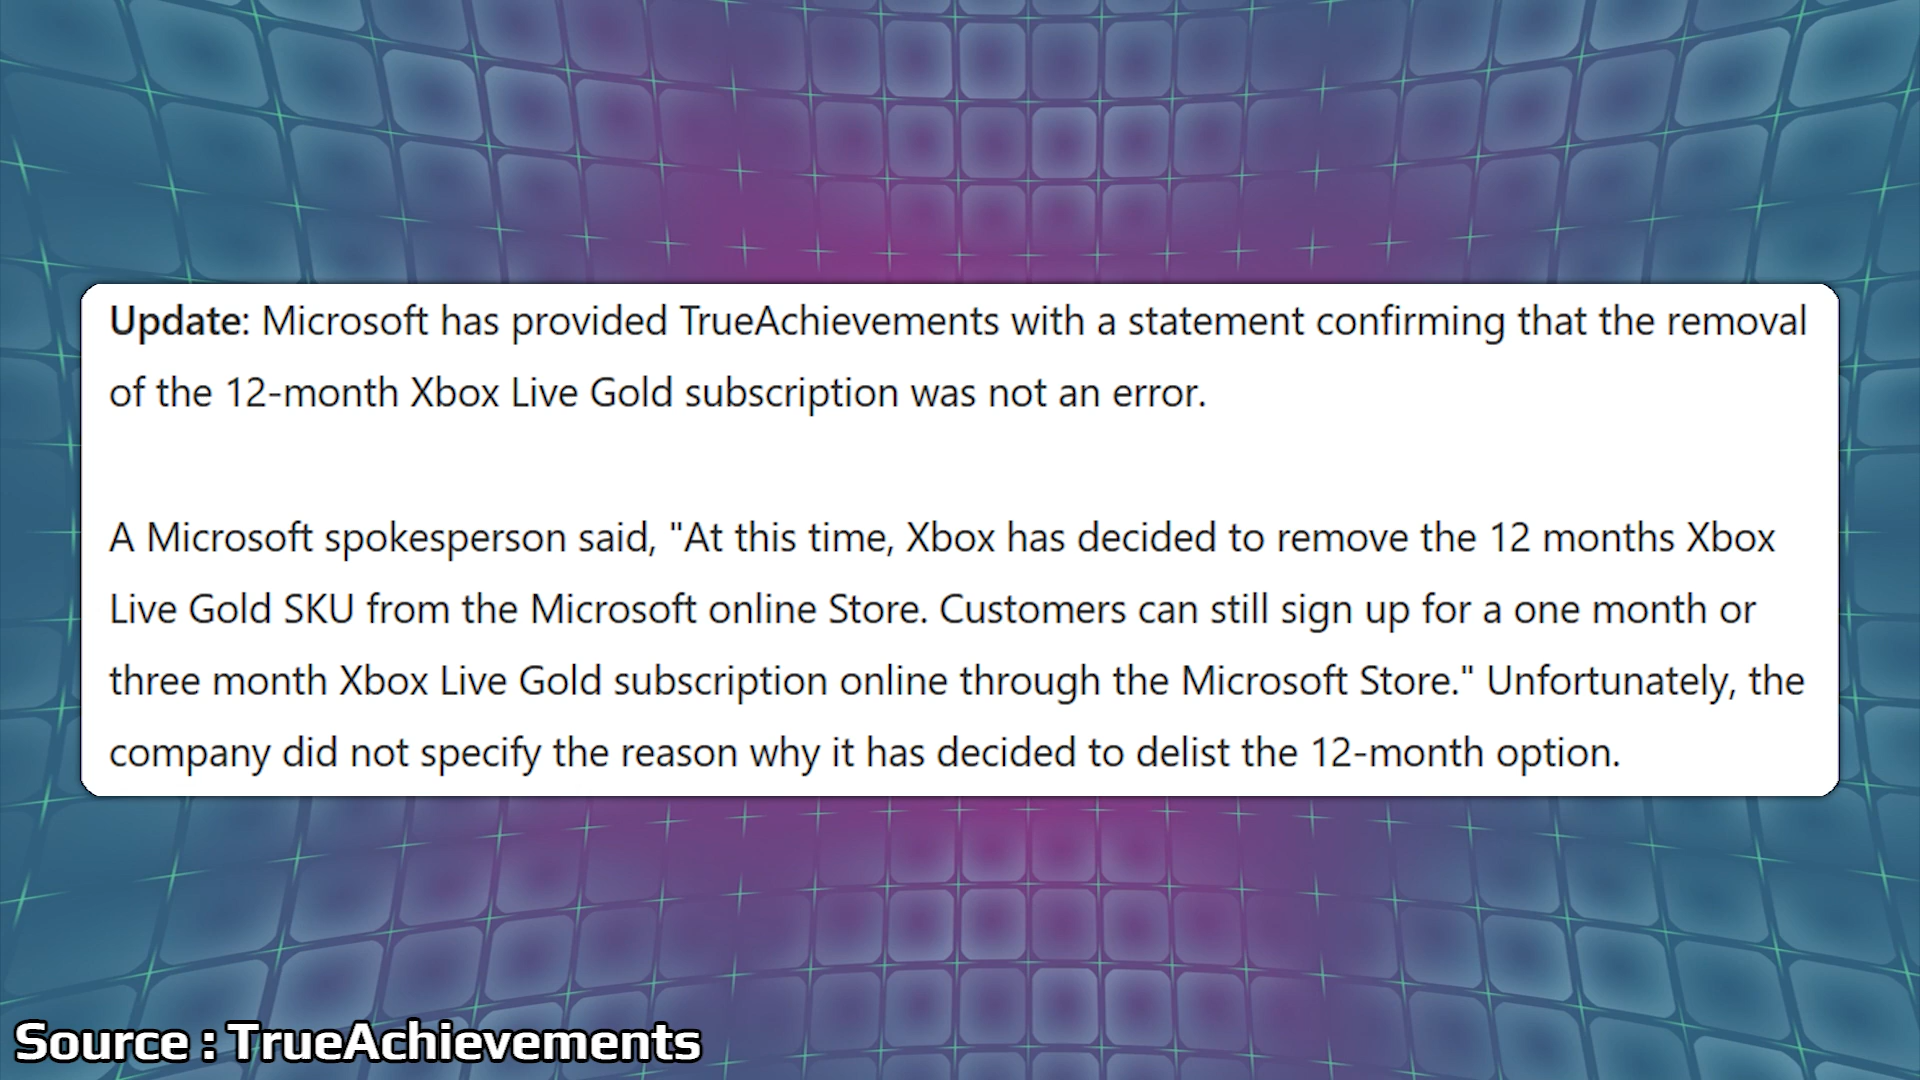 Update: Microsoft has provided TrueAchievements with a statement confirming that the removal
of the 12-month Xbox Live Gold subscription was not an error.
A Microsoft spokesperson said, "At this time, Xbox has decided to remove the 12 months Xbox
Live Gold SKU from the Microsoft online Store. Customers can still sign up for a one month or
three month Xbox Live Gold subscription online through the Microsoft Store." Unfortunately, the
company did not specify the reason why it has decided to delist the 12-month option.
Source : TrueAchievements